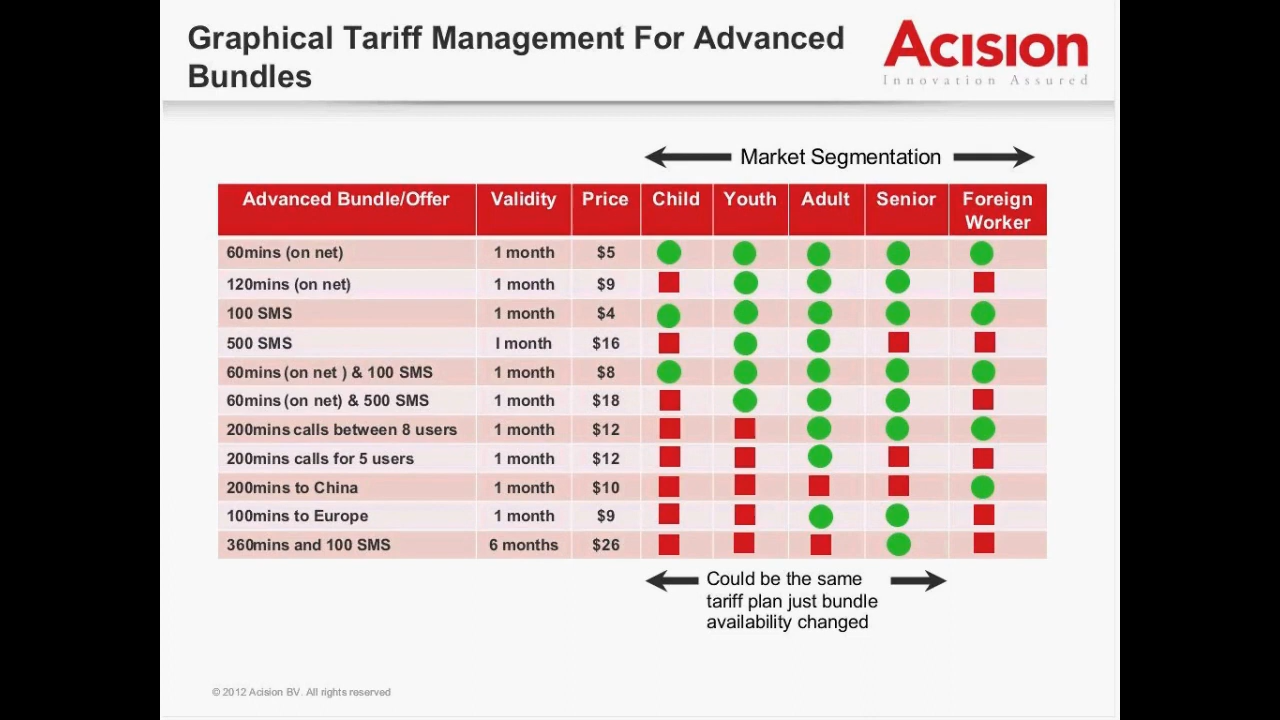 Graphical Tariff Management For Advanced
Bundles
Acision
Innovation Assured
Market Segmentation
Advanced Bundle/Offer Validity Price Child Youth Adult Senior Foreign
Worker
60mins (on net) 1 month $5
120mins (on net) 1 month $9
100 SMS 1 month $4
500 SMS I month $16
60mins (on net ) & 100 SMS 1 month $8
60mins (on net) & 500 SMS 1 month $18
200mins calls between 8 users 1 month $12
200mins calls for 5 users 1 month $12
200mins to China 1 month $10
100mins to Europe 1 month $9
360mins and 100 SMS 6 months $26
Could be the same
tariff plan just bundle
availability changed
© 2012 Acision BV. All rights reserved